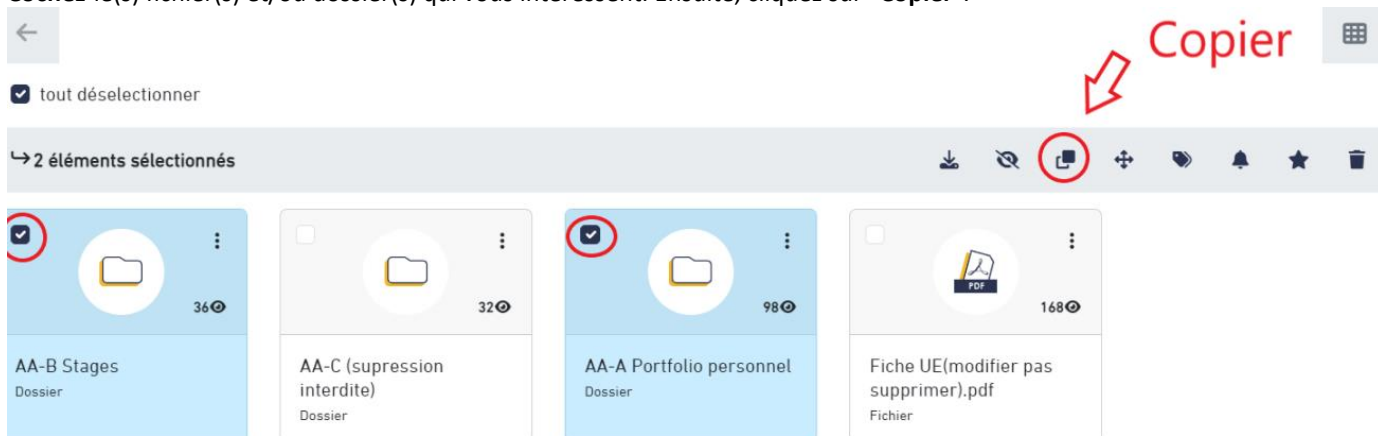 Copier
tout déselectionner
2 éléments sélectionnés
36
32
98
PDF
168
AA-B Stages
Dossier
AA-C (supression
interdite)
Dossier
AA-A Portfolio personnel
Dossier
Fiche UE(modifier pas
supprimer).pdf
Fichier